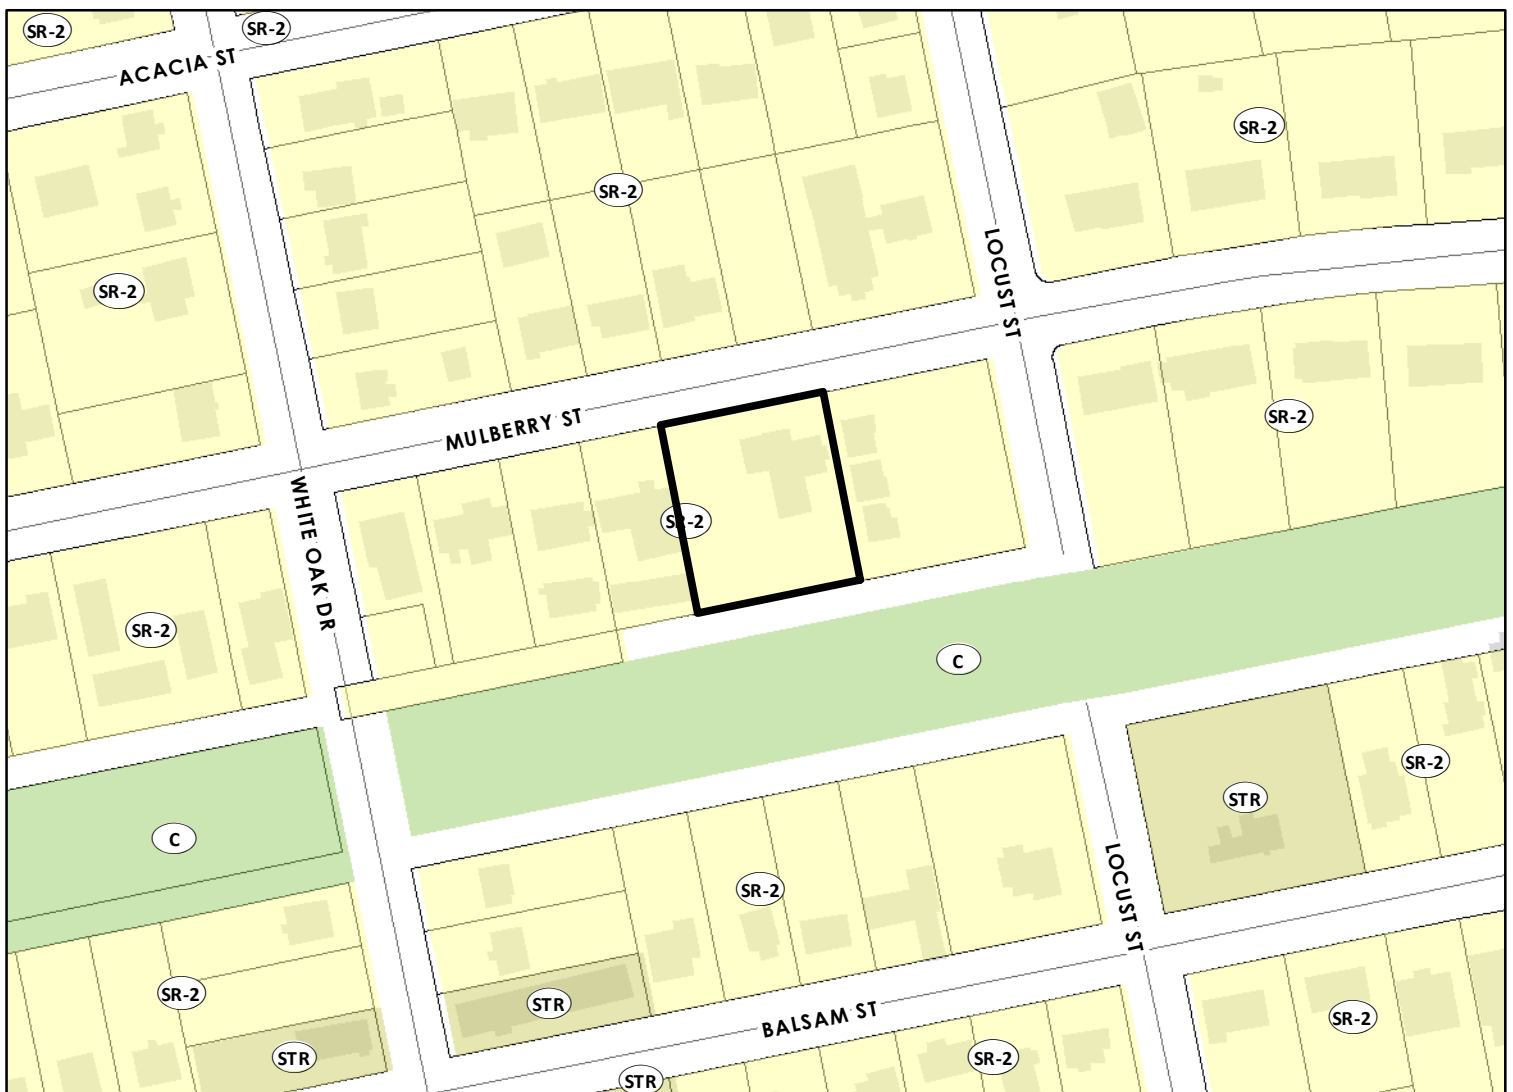 SR-2
SR-2
ACACIA ST
SR-2
SR-2
LOCUST ST
SR-2
MULBERRY ST
SR-2
SR-2
WHITE OAK DR
SR-2
C
SR-2
STR
C
LOCUST ST
SR-2
SR-2
STR
BALSAM ST
SR-2
STR
SR-2
STR